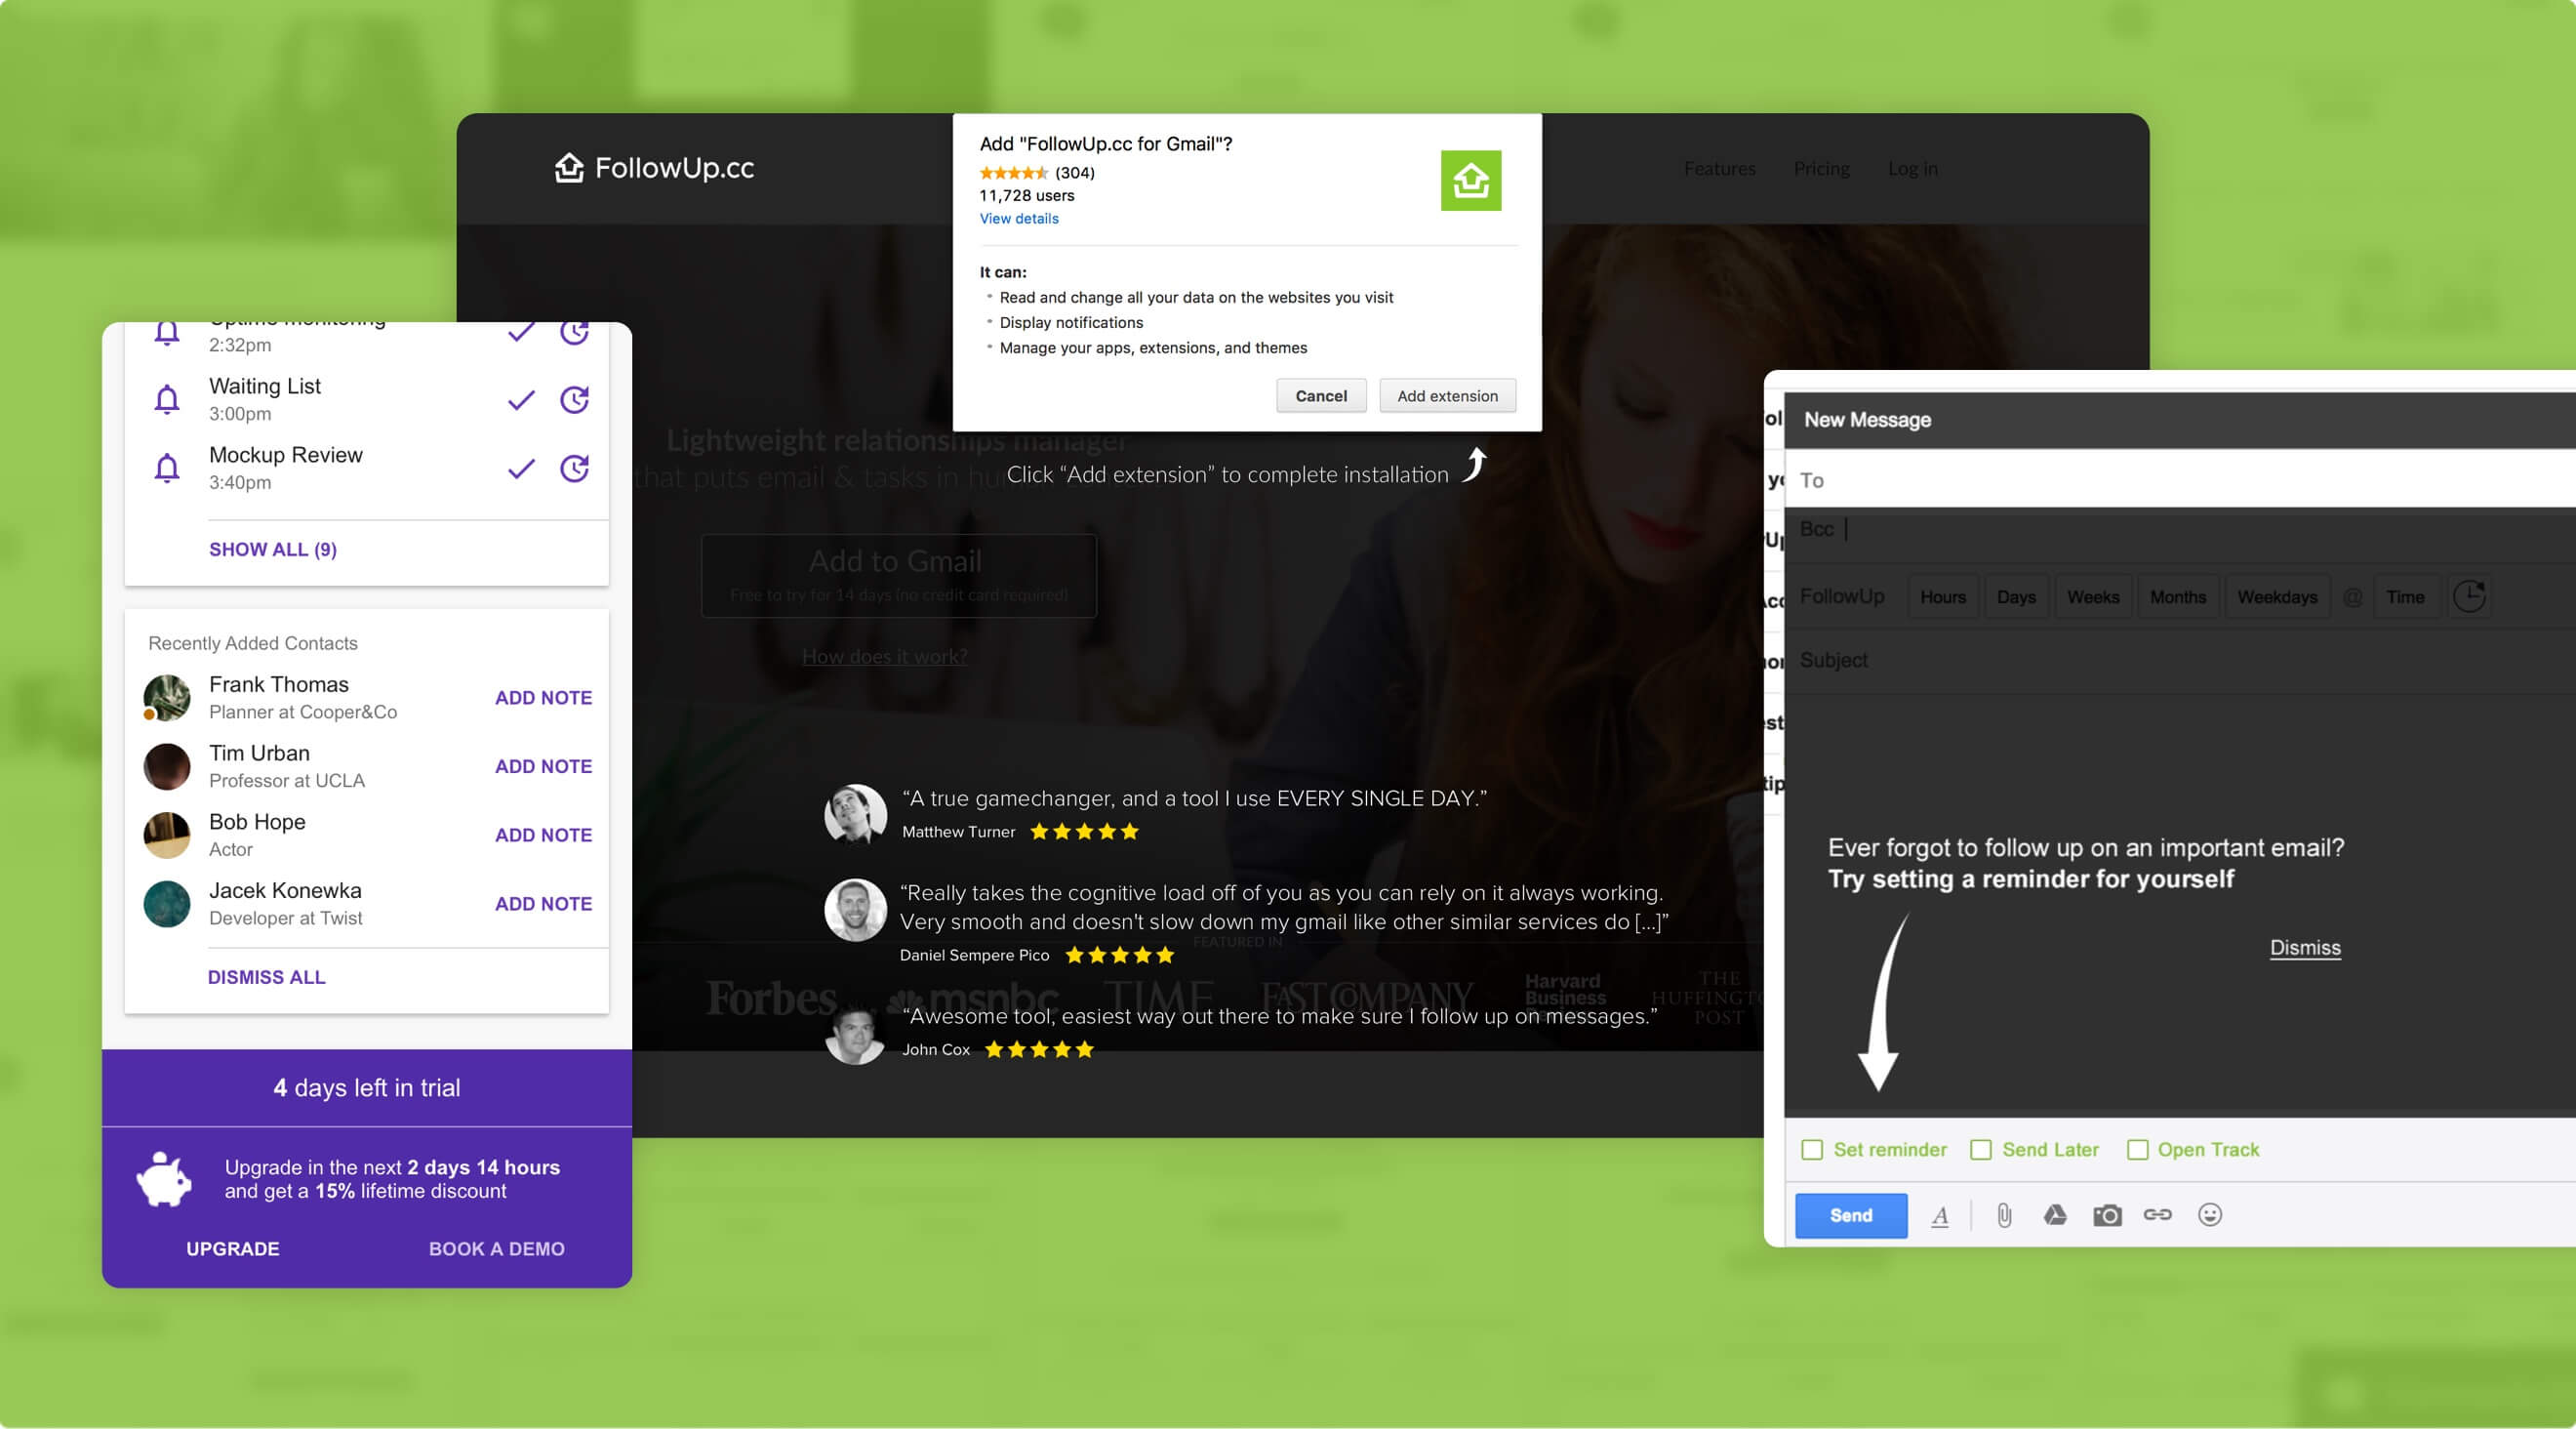 FollowUp.cc
Features
Pricing
Log in
Add "FollowUp.cc for Gmail"?
(304)
11,728 users
View details
It can:
Read and change all your data on the websites you visit
Display notifications
Manage your apps, extensions, and themes
Cancel
Add extension
Click “Add extension” to complete installation
Lightweight relationships manager
that puts email & tasks in
Add to Gmail
Free to try for 14 days (no credit card required)
How does it work?
“A true gamechanger, and a tool I use EVERY SINGLE DAY.”
Matthew Turner
“Really takes the cognitive load off of you as you can rely on it always working.
Very smooth and doesn't slow down my gmail like other similar services do [...]”
Daniel Sempere Pico
FEATURED IN
Forbes
msnbc
TIME
FAST COMPANY
Harvard
Business
THE
HUFFINGTO
POST
“Awesome tool, easiest way out there to make sure I follow up on messages.”
John Cox
Uptime monitoring
2:32pm
Waiting List
3:00pm
Mockup Review
3:40pm
SHOW ALL (9)
Recently Added Contacts
Frank Thomas
Planner at Cooper&Co
ADD NOTE
Tim Urban
Professor at UCLA
ADD NOTE
Bob Hope
Actor
ADD NOTE
Jacek Konewka
Developer at Twist
ADD NOTE
DISMISS ALL
4 days left in trial
Upgrade in the next 2 days 14 hours
and get a 15% lifetime discount
UPGRADE
BOOK A DEMO
New Message
To
Bcc
FollowUp Hours Days Weeks Months Weekdays @ Time
Subject
Ever forgot to follow up on an important email?
Try setting a reminder for yourself
Dismiss
Set reminder
Send Later
Open Track
Send
A